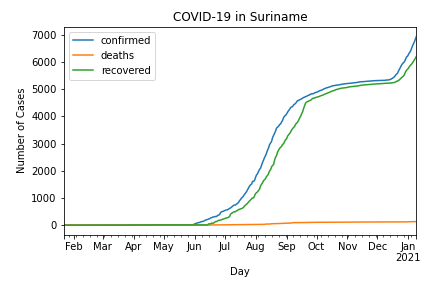 COVID-19 in Suriname
confirmed
deaths
recovered
7000
6000
5000
4000
3000
2000
1000
0
Number of Cases
Feb Mar Apr May Jun Jul Aug Sep Oct Nov Dec Jan
2021
Day